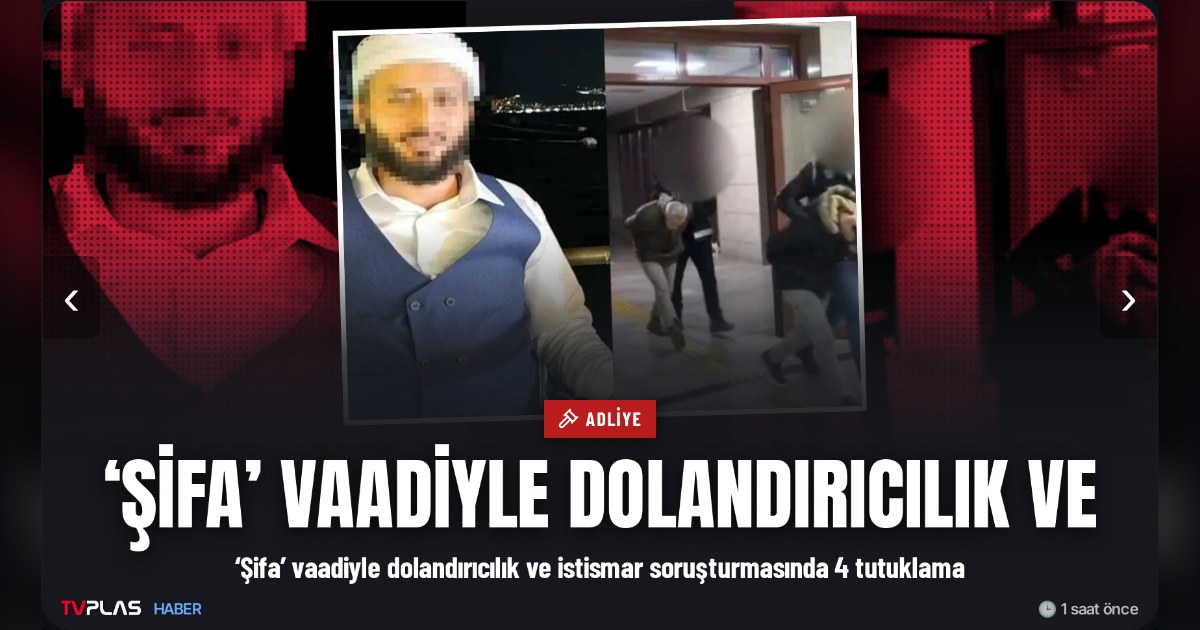 ADLİYE
‘ŞİFA’ VAADİYLE DOLANDIRICILIK VE
‘Şifa’ vaadiyle dolandırıcılık ve istismar soruşturmasında 4 tutuklama
TVPLAS HABER
1 saat önce